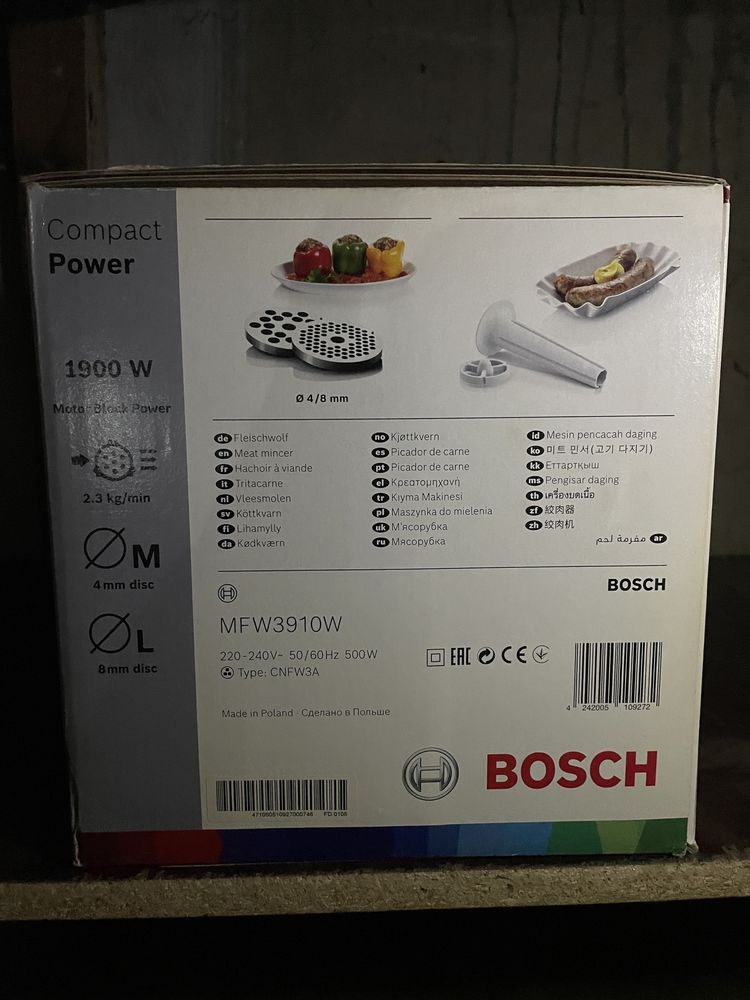 Compact
Power
1900 W
Motor Block Power
2.3 kg/min
M
4 mm disc
L
8 mm disc
Ø 4/8 mm
de Fleischwolf
en Meat mincer
fr Hachoir à viande
it Tritacarne
nl Vleesmolen
sv Köttkvarn
fi Lihamylly
da Kødkværn
no Kjøttkvern
es Picador de carne
pt Picador de carne
el Κρεατομηχανή
tr Kıyma Makinesi
pl Maszynka do mielenia
uk М'ясорубка
ru Мясорубка
id Mesin pencacah daging
ko 미트 민서(고기 다지기)
kk Еттартқыш
ms Pengisar daging
th เครื่องบดเนื้อ
zf 絞肉器
zh 绞肉机
ar مفرمة لحم
BOSCH
MFW3910W
220-240V~ 50/60Hz 500W
Type: CNFW3A
EAC CE
4 242005 109272
Made in Poland · Сделано в Польше
BOSCH
471060510927000746 FD 0106